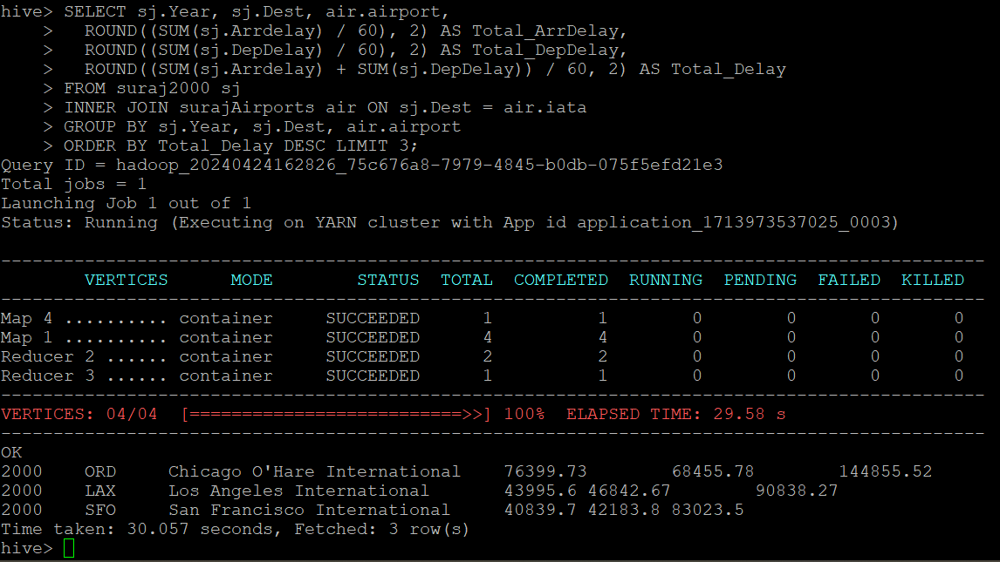 hive> SELECT sj.Year, sj.Dest, air.airport,
    >   ROUND((SUM(sj.Arrdelay) / 60), 2) AS Total_ArrDelay,
    >   ROUND((SUM(sj.DepDelay) / 60), 2) AS Total_DepDelay,
    >   ROUND((SUM(sj.Arrdelay) + SUM(sj.DepDelay)) / 60, 2) AS Total_Delay
    > FROM suraj2000 sj
    > INNER JOIN surajAirports air ON sj.Dest = air.iata
    > GROUP BY sj.Year, sj.Dest, air.airport
    > ORDER BY Total_Delay DESC LIMIT 3;
Query ID = hadoop_20240424162826_75c676a8-7979-4845-b0db-075f5efd21e3
Total jobs = 1
Launching Job 1 out of 1
Status: Running (Executing on YARN cluster with App id application_1713973537025_0003)
----------------------------------------------------------------------------------------------
        VERTICES      MODE        STATUS  TOTAL  COMPLETED  RUNNING  PENDING  FAILED  KILLED
----------------------------------------------------------------------------------------------
Map 4 .......... container     SUCCEEDED      1          1        0        0       0       0
Map 1 .......... container     SUCCEEDED      4          4        0        0       0       0
Reducer 2 ...... container     SUCCEEDED      2          2        0        0       0       0
Reducer 3 ...... container     SUCCEEDED      1          1        0        0       0       0
----------------------------------------------------------------------------------------------
VERTICES: 04/04  [==========================>>] 100%  ELAPSED TIME: 29.58 s
----------------------------------------------------------------------------------------------
OK
2000    ORD     Chicago O'Hare International    76399.73        68455.78        144855.52
2000    LAX     Los Angeles International       43995.6 46842.67        90838.27
2000    SFO     San Francisco International     40839.7 42183.8 83023.5
Time taken: 30.057 seconds, Fetched: 3 row(s)
hive>